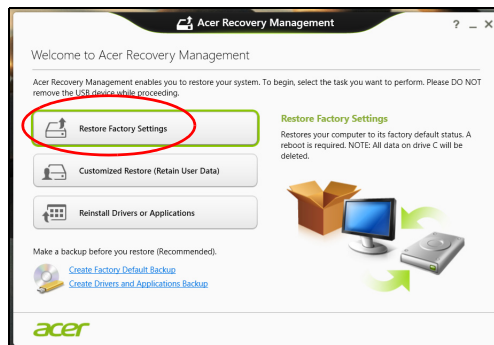 Acer Recovery Management
? _ X
Welcome to Acer Recovery Management
Acer Recovery Management enables you to restore your system. To begin, select the task you want to perform. Please DO NOT
remove the USB device while proceeding.
Restore Factory Settings
Customized Restore (Retain User Data)
Reinstall Drivers or Applications
Restore Factory Settings
Restores your computer to its factory default status. A
reboot is required. NOTE: All data on drive C will be
deleted.
Make a backup before you restore (Recommended).
Create Factory Default Backup
Create Drivers and Applications Backup
acer